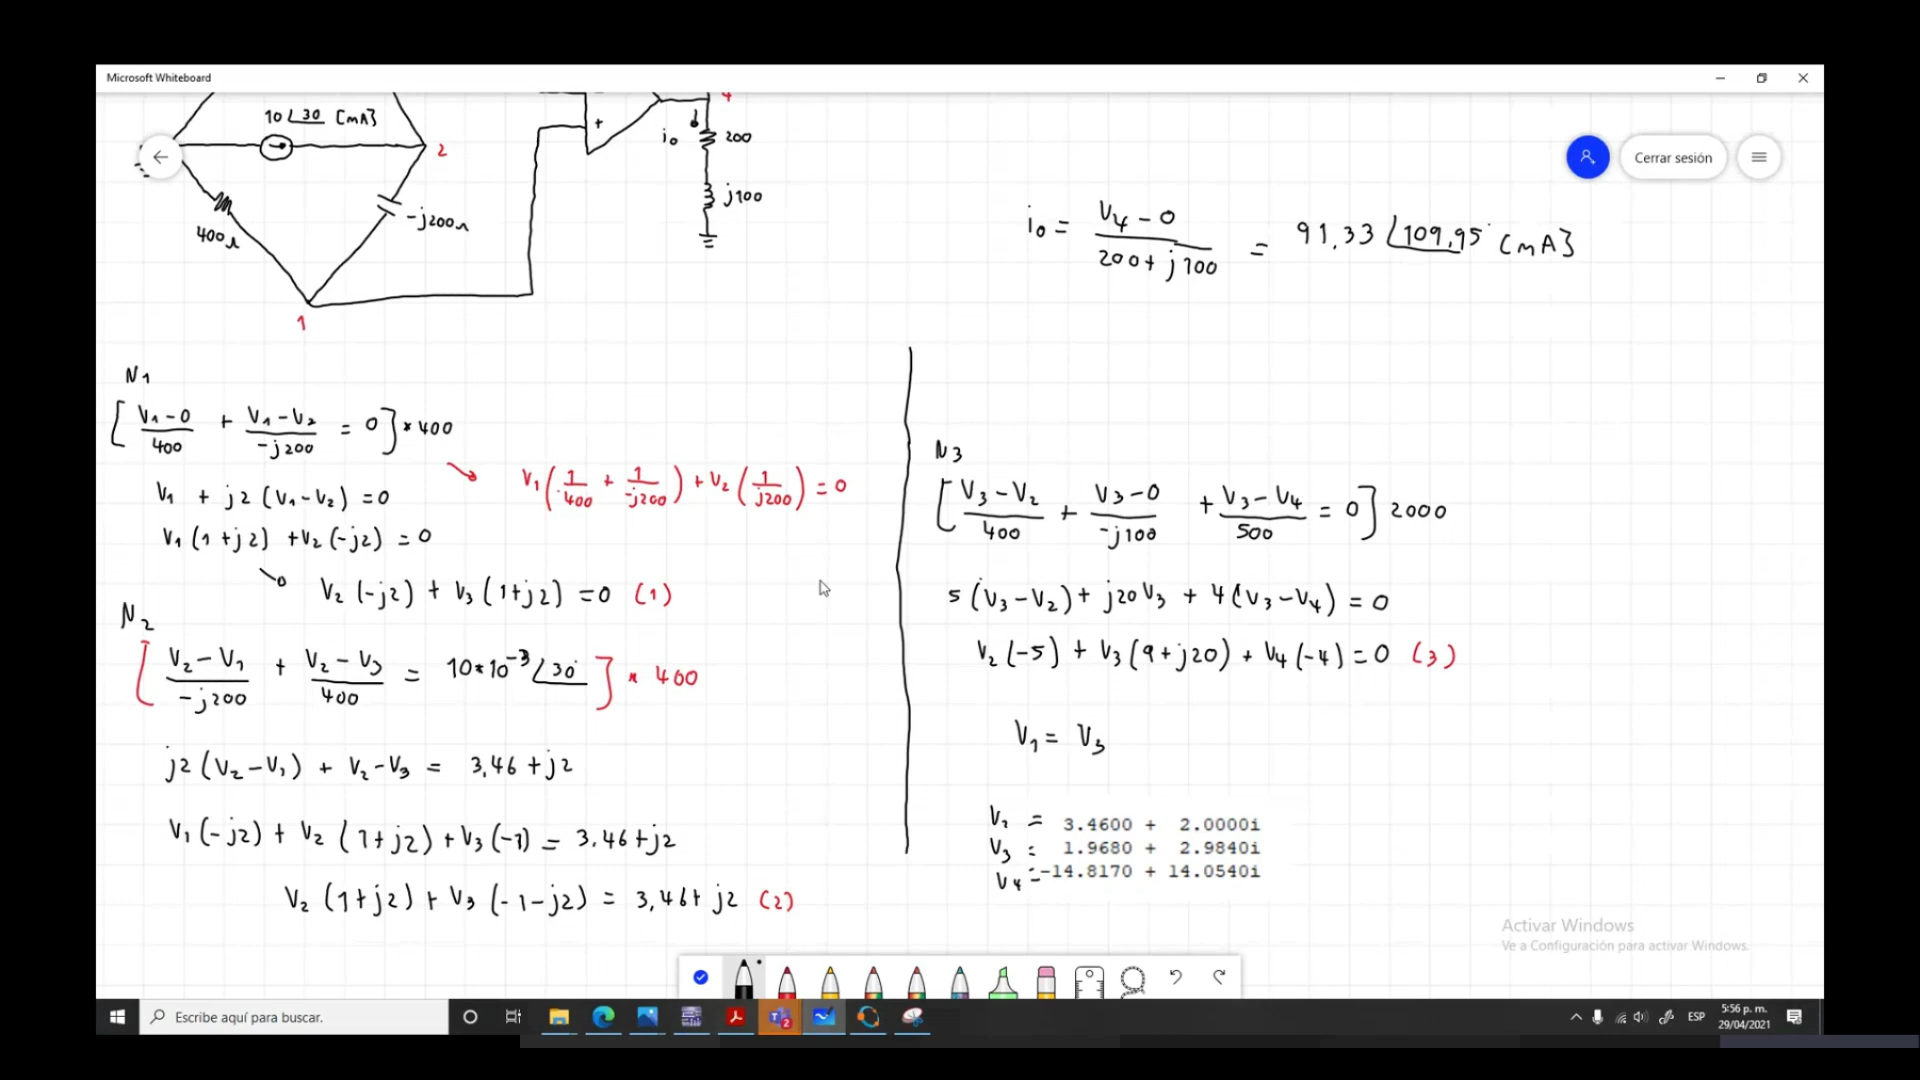 Microsoft Whiteboard
10∠30 [mA]
2
-j200Ω
400Ω
1
+
4
io
200
j100
Cerrar sesión
io = (V4 - 0)/(200 + j100) = 91,33 ∠109,95° [mA]
N1
[(V1-0)/400 + (V1-V2)/(-j200) = 0] * 400
V1(1/400 + 1/(-j200)) + V2(1/(j200)) = 0
V1 + j2(V1-V2) = 0
V1(1+j2) + V2(-j2) = 0
V2(-j2) + V3(1+j2) = 0 (1)
N2
[(V2-V1)/(-j200) + (V2-V3)/400 = 10*10^-3 ∠30] * 400
j2(V2-V1) + V2-V3 = 3,46 + j2
V1(-j2) + V2(1+j2) + V3(-1) = 3,46+j2
V2(1+j2) + V3(-1-j2) = 3,46+j2 (2)
N3
[(V3-V2)/400 + (V3-0)/(-j100) + (V3-V4)/500 = 0] 2000
5(V3-V2) + j20V3 + 4(V3-V4) = 0
V2(-5) + V3(9+j20) + V4(-4) = 0 (3)
V1 = V3
V2 = 3.4600 + 2.0000i
V3 = 1.9680 + 2.9840i
V4 = -14.8170 + 14.0540i
Activar Windows
Ve a Configuración para activar Windows.
Escribe aquí para buscar.
ESP
5:56 p. m.
29/04/2021